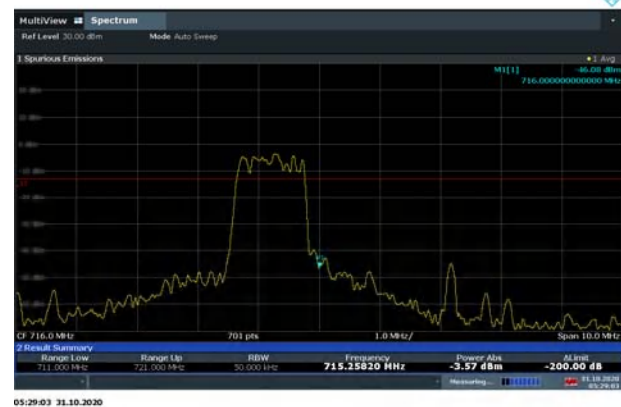 MultiView Spectrum
Ref Level 30.00 dBm Mode Auto Sweep
1 Spurious Emissions 1 Avg
M1[1] -46.08 dBm
716.000000000000 MHz
CF 716.0 MHz 701 pts 1.0 MHz/ Span 10.0 MHz
2 Result Summary
Range Low Range Up RBW Frequency Power Abs ΔLimit
711.000 MHz 721.000 MHz 50.000 kHz 715.25820 MHz -3.57 dBm -200.00 dB
Measuring... 31.10.2020
05:29:03
05:29:03 31.10.2020